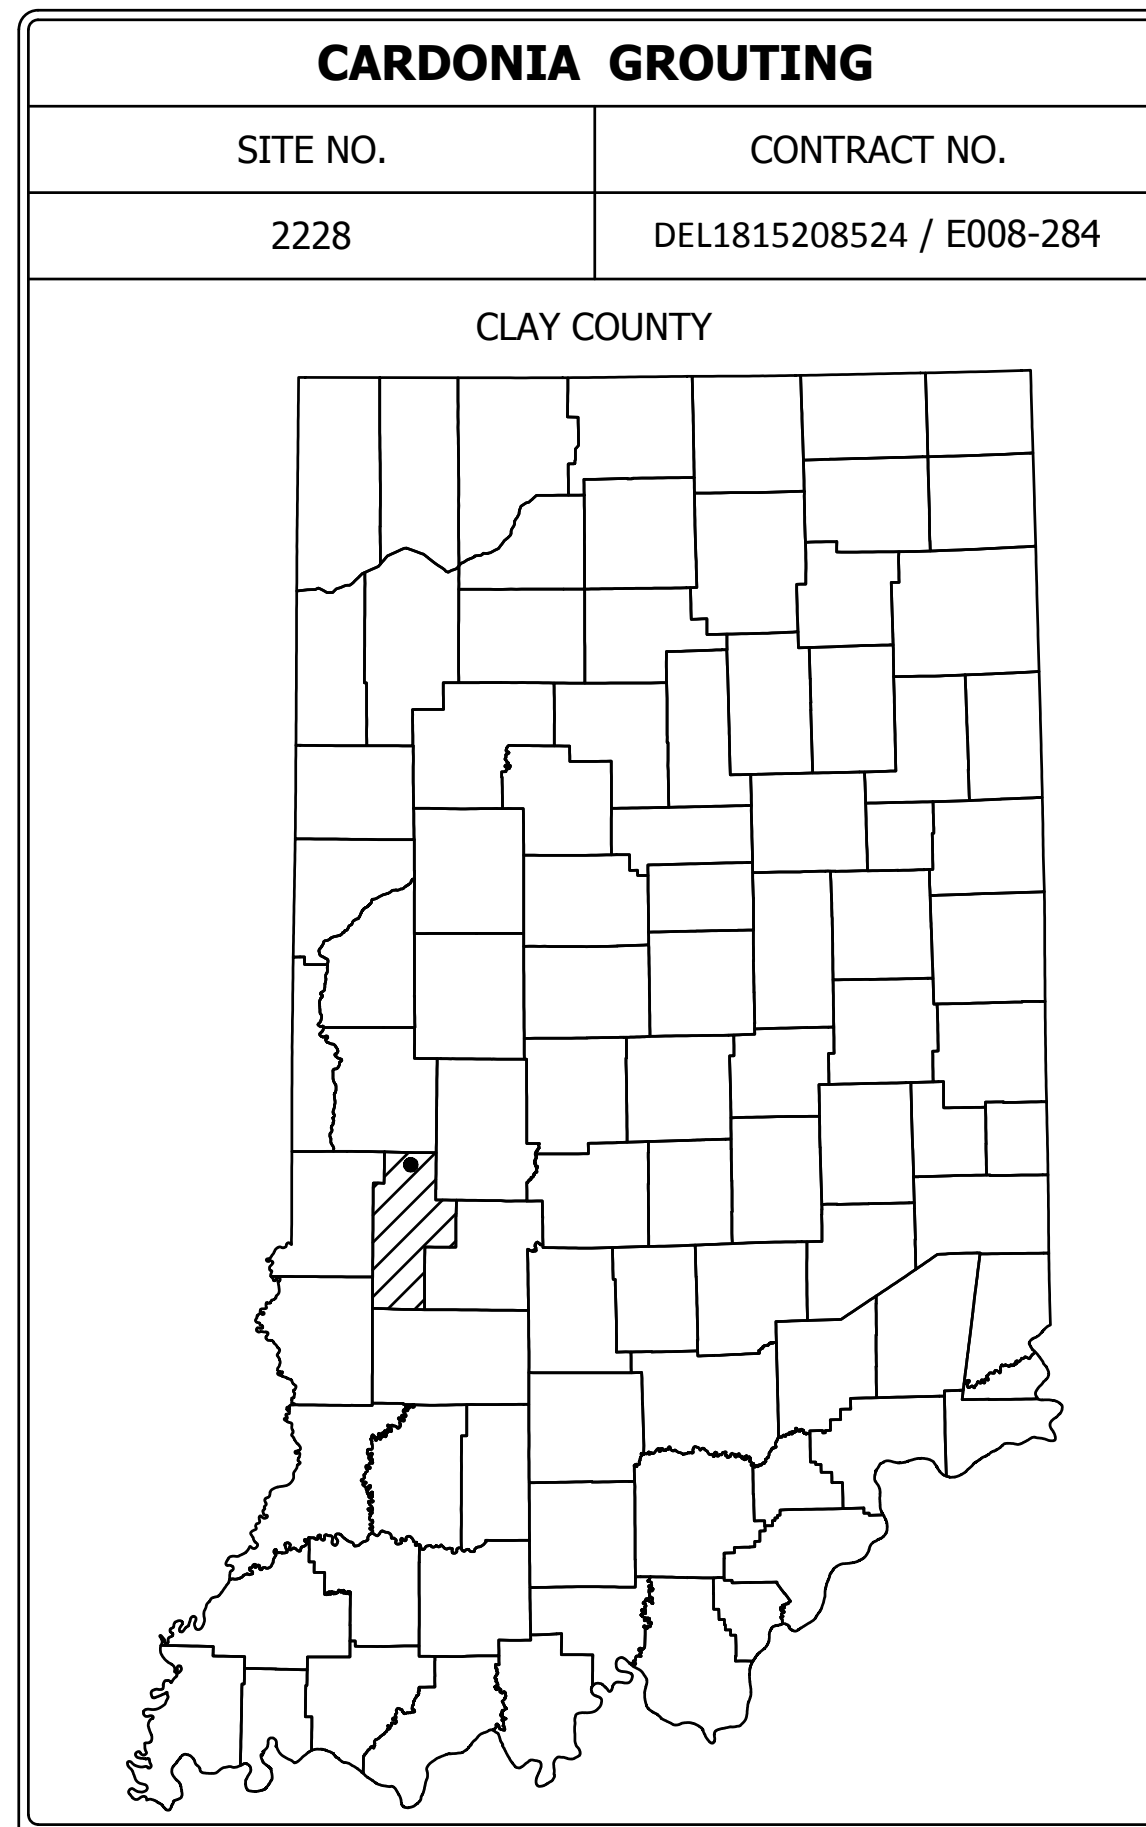 CARDONIA GROUTING
SITE NO. CONTRACT NO.
2228 DEL1815208524 / E008-284
CLAY COUNTY